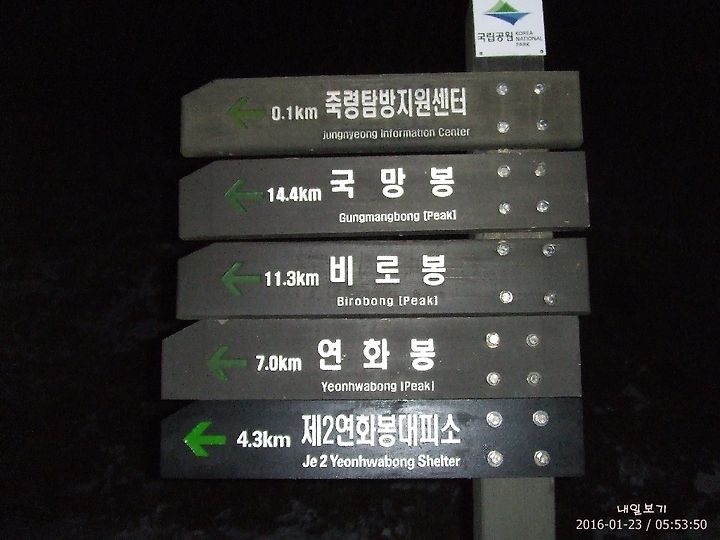 국립공원 KOREA
NATIONAL
PARK
0.1km 죽령탐방지원센터
Jungnyeong Information Center
14.4km 국망봉
Gungmangbong [Peak]
11.3km 비로봉
Birobong [Peak]
7.0km 연화봉
Yeonhwabong [Peak]
4.3km 제2연화봉대피소
Je 2 Yeonhwabong Shelter
내일보기
2016-01-23 / 05:53:50